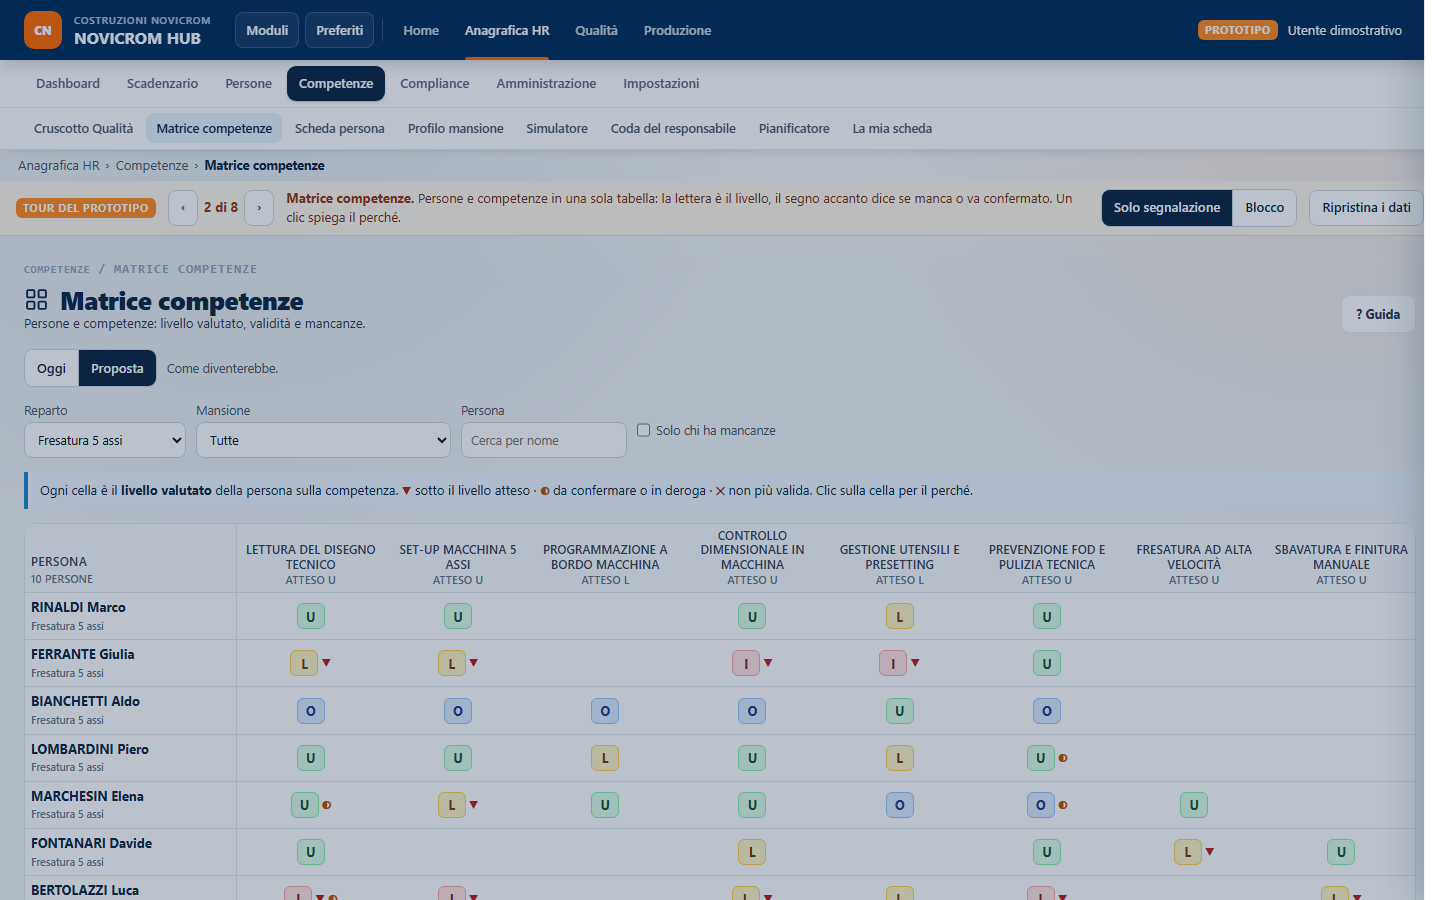 CN
COSTRUZIONI NOVICROM
NOVICROM HUB
Moduli
Preferiti
Home
Anagrafica HR
Qualità
Produzione
PROTOTIPO
Utente dimostrativo
Dashboard
Scadenzario
Persone
Competenze
Compliance
Amministrazione
Impostazioni
Cruscotto Qualità
Matrice competenze
Scheda persona
Profilo mansione
Simulatore
Coda del responsabile
Pianificatore
La mia scheda
Anagrafica HR › Competenze › Matrice competenze
TOUR DEL PROTOTIPO
‹
2 di 8
›
Matrice competenze. Persone e competenze in una sola tabella: la lettera è il livello, il segno accanto dice se manca o va confermato. Un
clic spiega il perché.
Solo segnalazione
Blocco
Ripristina i dati
COMPETENZE / MATRICE COMPETENZE
Matrice competenze
Persone e competenze: livello valutato, validità e mancanze.
? Guida
Oggi
Proposta
Come diventerebbe.
Reparto
Mansione
Persona
Fresatura 5 assi
Tutte
Cerca per nome
Solo chi ha mancanze
Ogni cella è il livello valutato della persona sulla competenza. ▼ sotto il livello atteso · ◐ da confermare o in deroga · ✕ non più valida. Clic sulla cella per il perché.
PERSONA
10 PERSONE
LETTURA DEL DISEGNO
TECNICO
ATTESO U
SET-UP MACCHINA 5
ASSI
ATTESO U
PROGRAMMAZIONE A
BORDO MACCHINA
ATTESO L
CONTROLLO
DIMENSIONALE IN
MACCHINA
ATTESO U
GESTIONE UTENSILI E
PRESETTING
ATTESO L
PREVENZIONE FOD E
PULIZIA TECNICA
ATTESO U
FRESATURA AD ALTA
VELOCITÀ
ATTESO U
SBAVATURA E FINITURA
MANUALE
ATTESO U
RINALDI Marco
Fresatura 5 assi
U U U L U
FERRANTE Giulia
Fresatura 5 assi
L ▼ L ▼ I ▼ I ▼ U
BIANCHETTI Aldo
Fresatura 5 assi
O O O O U O
LOMBARDINI Piero
Fresatura 5 assi
U U L U L U ◐
MARCHESIN Elena
Fresatura 5 assi
U ◐ L ▼ U U O O ◐ U
FONTANARI Davide
Fresatura 5 assi
U L U L ▼ U
BERTOLAZZI Luca